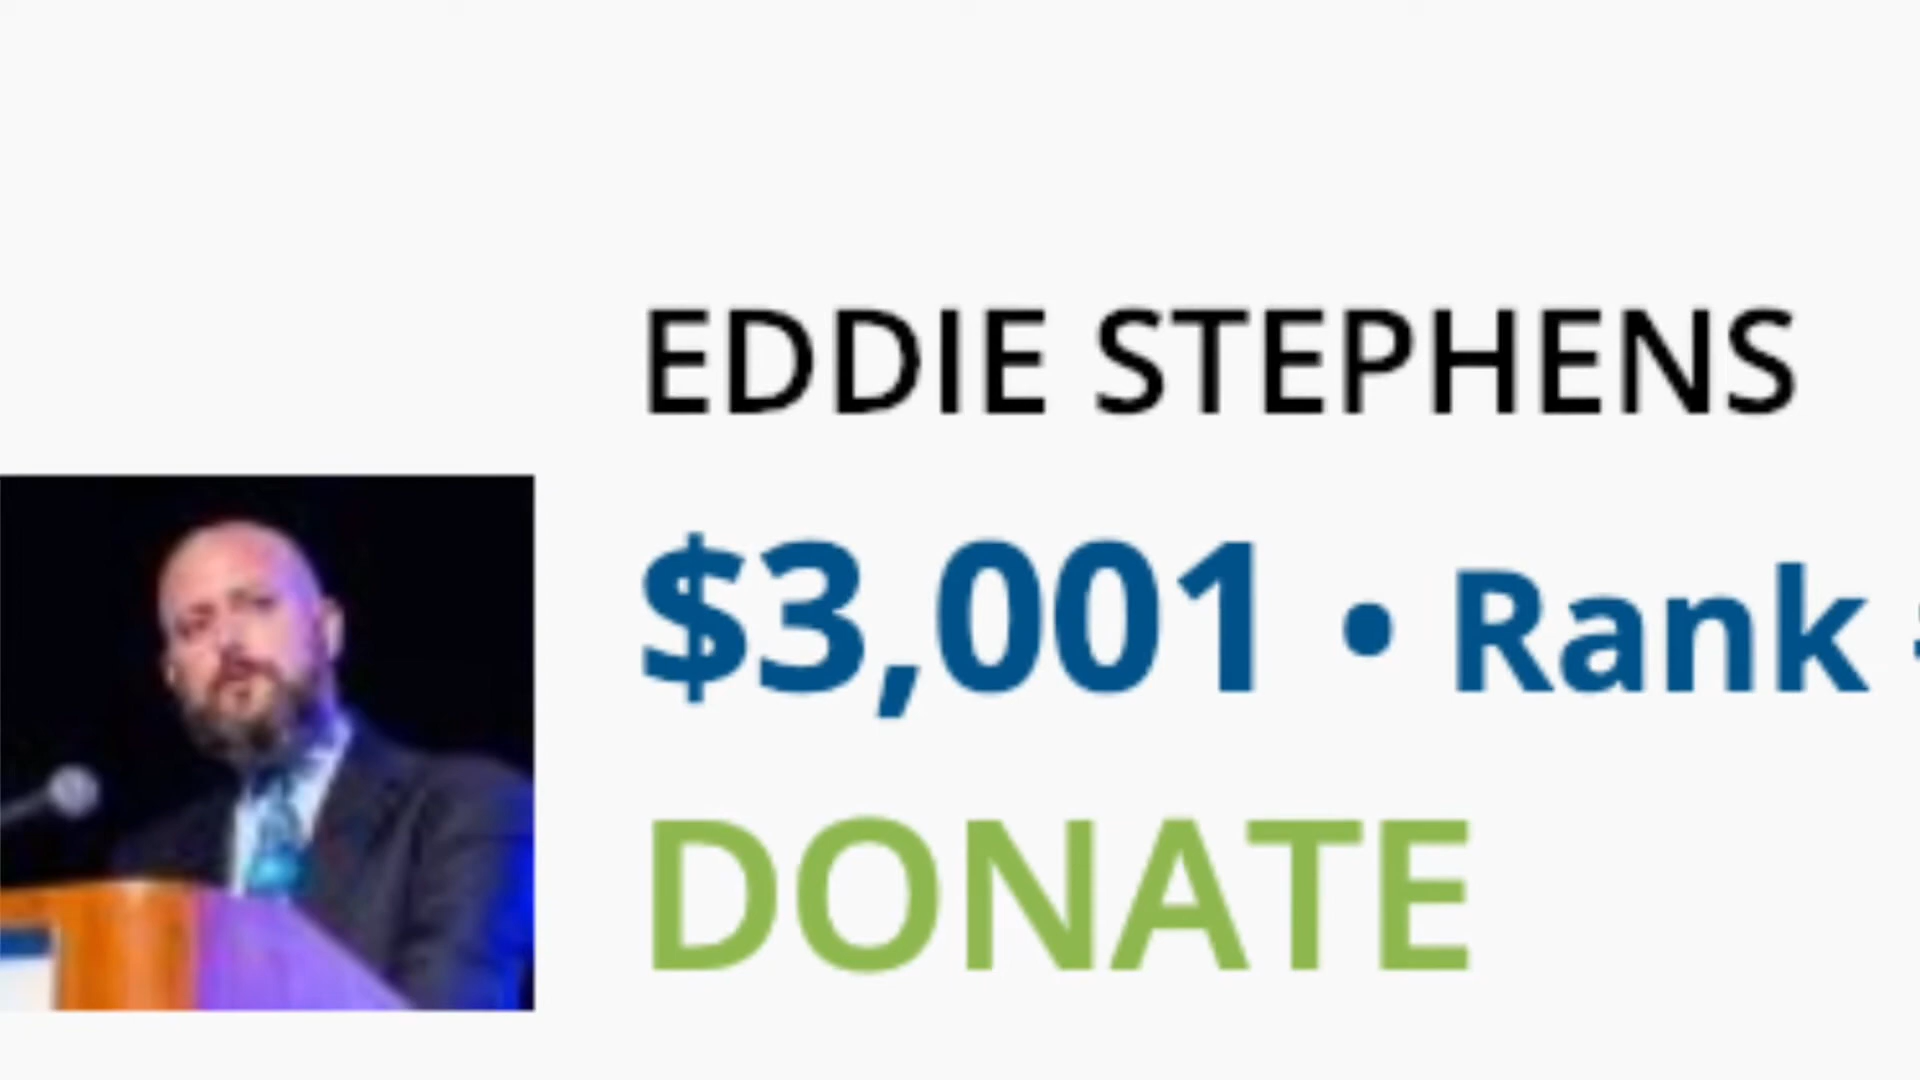 EDDIE STEPHENS
$3,001 • Rank
DONATE